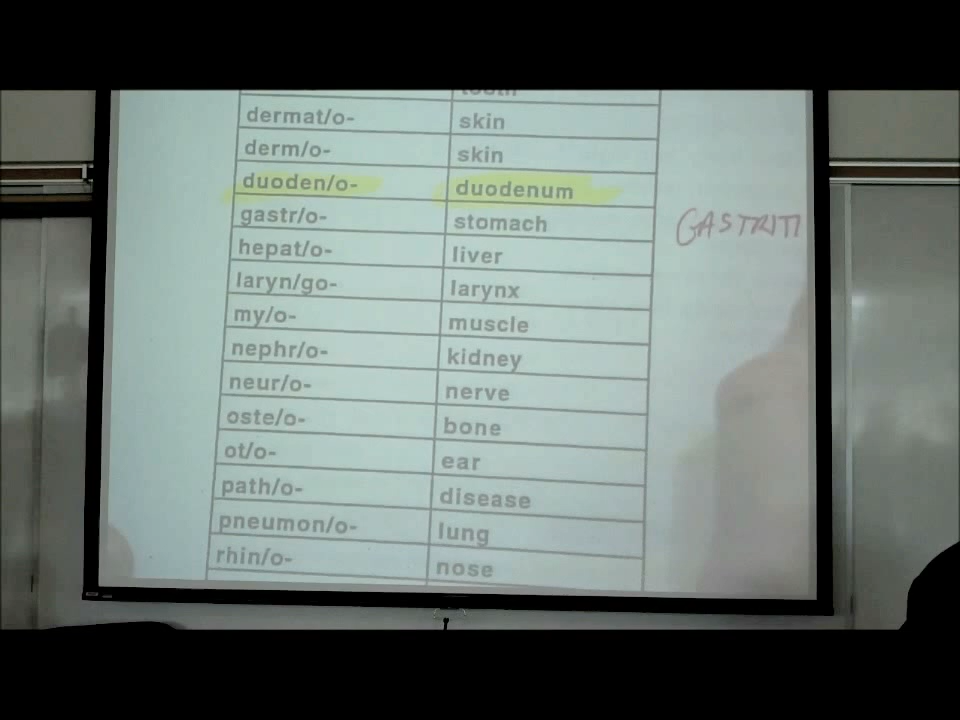 tooth
dermat/o- skin
derm/o- skin
duoden/o- duodenum
gastr/o- stomach GASTRITI
hepat/o- liver
laryn/go- larynx
my/o- muscle
nephr/o- kidney
neur/o- nerve
oste/o- bone
ot/o- ear
path/o- disease
pneumon/o- lung
rhin/o- nose